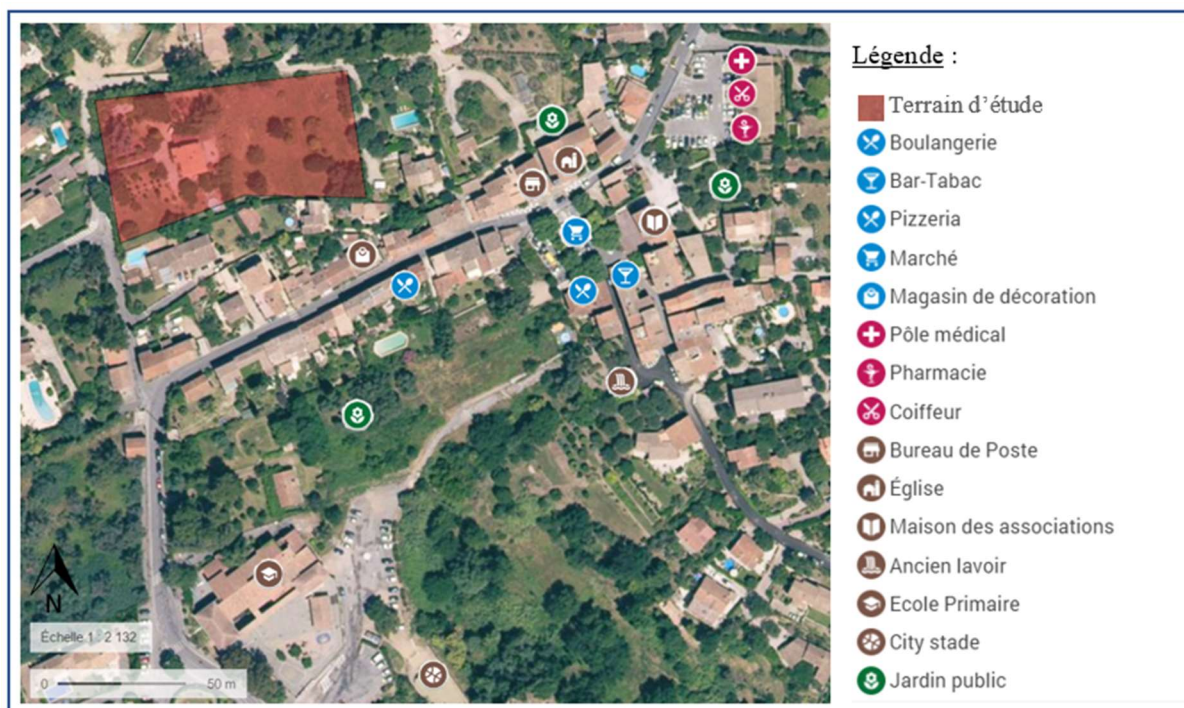 Légende :
Terrain d'étude
Boulangerie
Bar-Tabac
Pizzeria
Marché
Magasin de décoration
Pôle médical
Pharmacie
Coiffeur
Bureau de Poste
Église
Maison des associations
Ancien lavoir
Ecole Primaire
City stade
Jardin public
N
Échelle 1 : 2 132
0 50 m